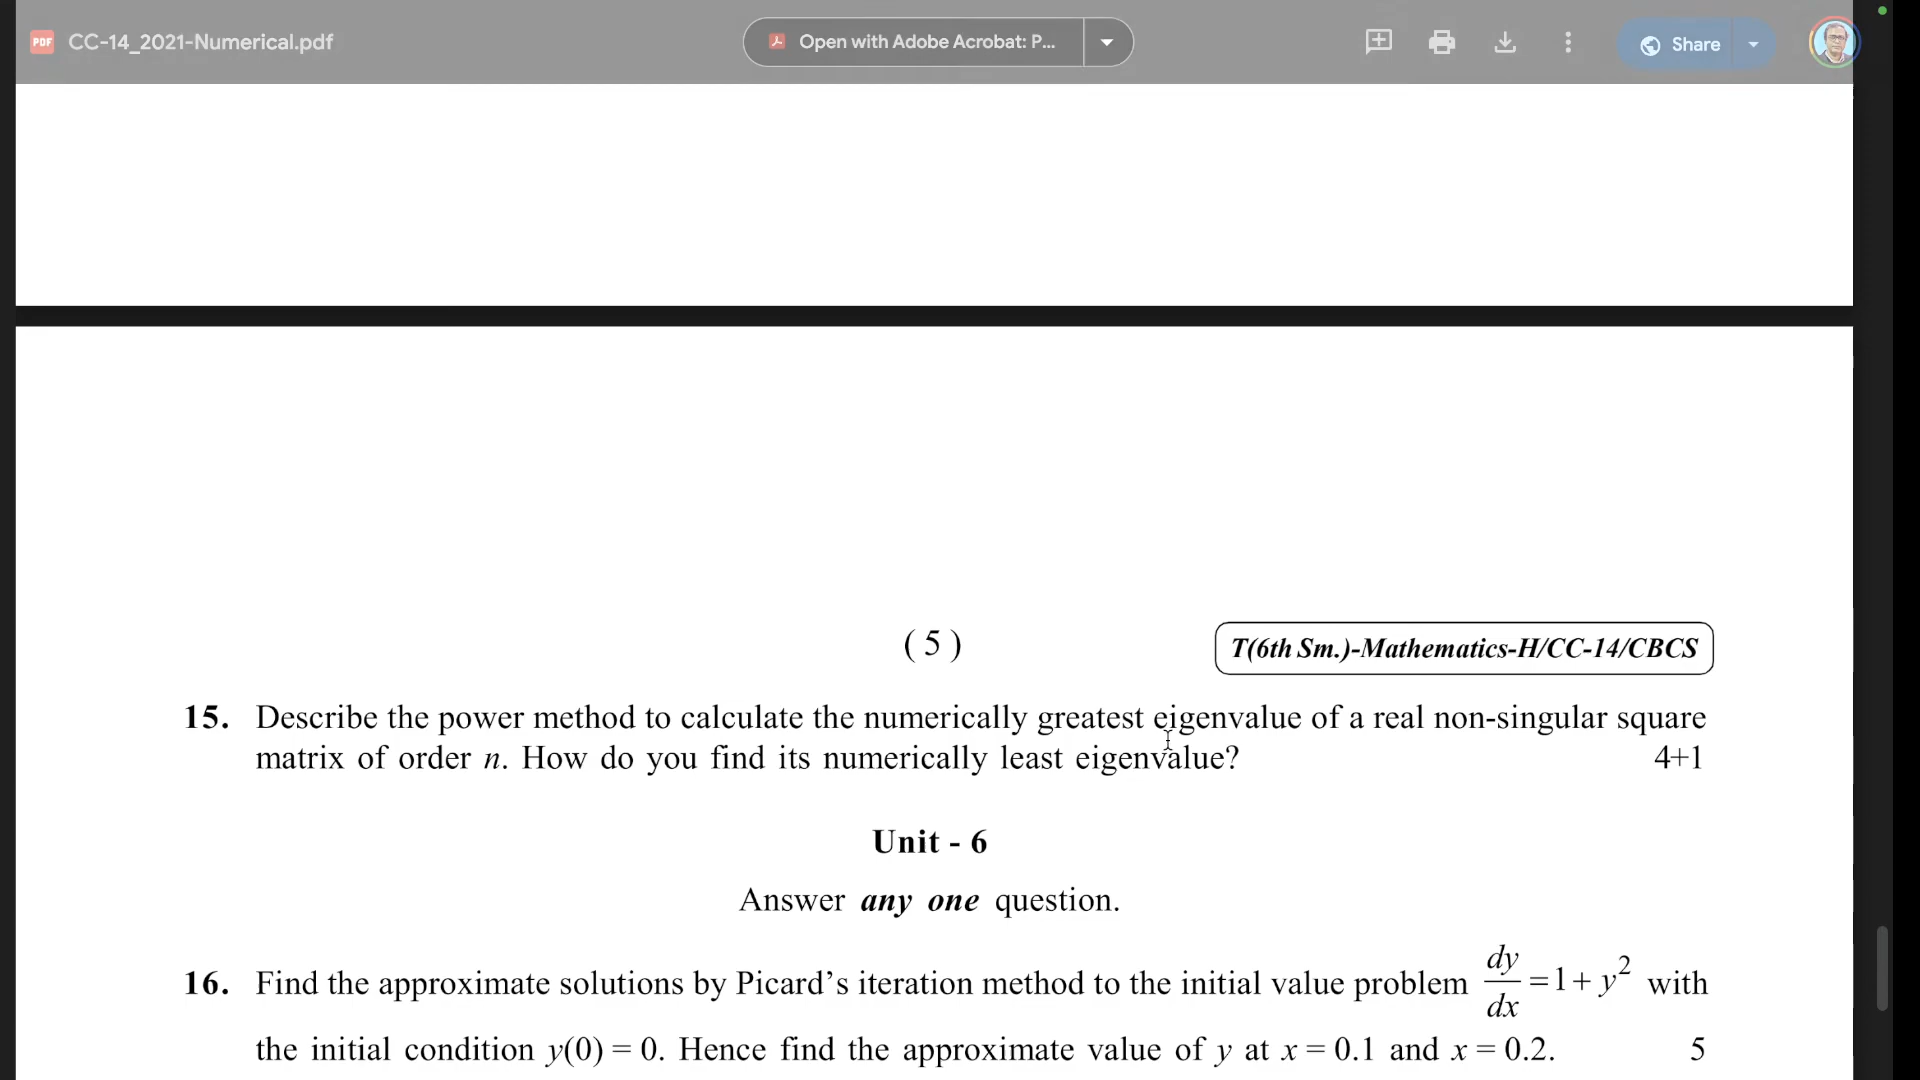 PDF CC-14_2021-Numerical.pdf
Open with Adobe Acrobat: P...
Share
( 5 )
T(6th Sm.)-Mathematics-H/CC-14/CBCS
15. Describe the power method to calculate the numerically greatest eigenvalue of a real non-singular square
matrix of order n. How do you find its numerically least eigenvalue? 4+1
Unit - 6
Answer any one question.
16. Find the approximate solutions by Picard’s iteration method to the initial value problem dy/dx = 1 + y² with
the initial condition y(0) = 0. Hence find the approximate value of y at x = 0.1 and x = 0.2. 5